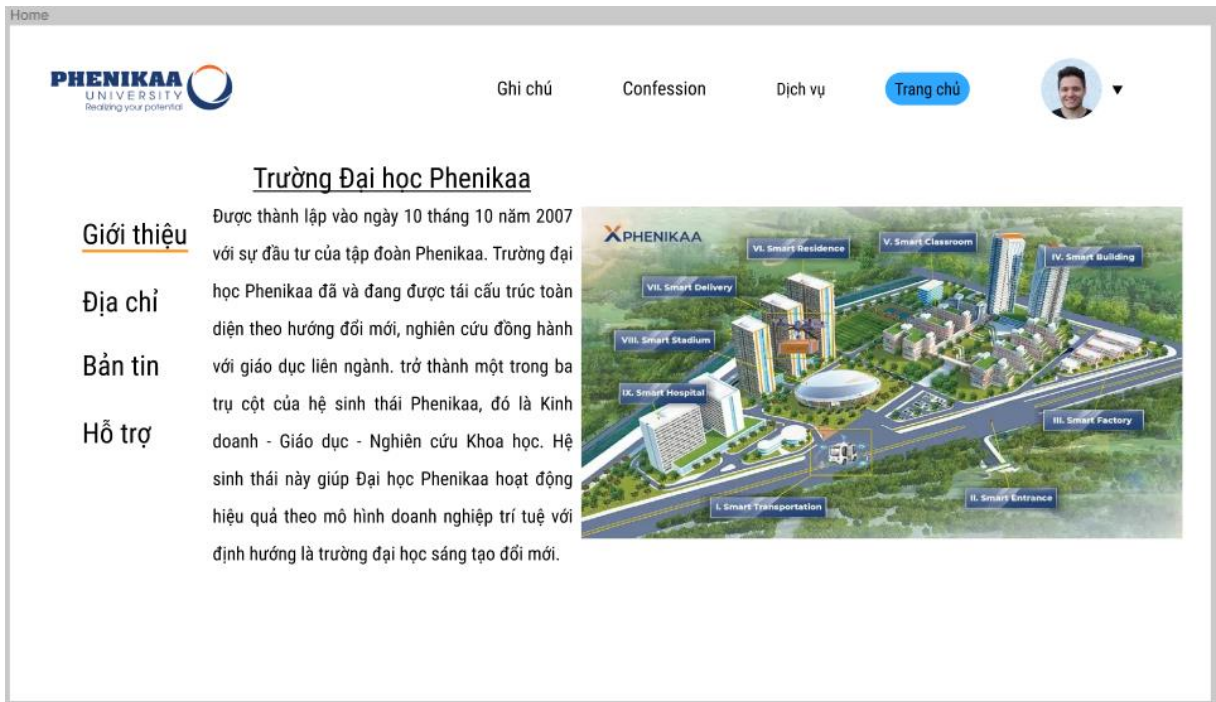 Home
PHENIKAA
UNIVERSITY
Realizing your potential
Ghi chú
Confession
Dịch vụ
Trang chủ
Giới thiệu
Địa chỉ
Bản tin
Hỗ trợ
Trường Đại học Phenikaa
Được thành lập vào ngày 10 tháng 10 năm 2007
với sự đầu tư của tập đoàn Phenikaa. Trường đại
học Phenikaa đã và đang được tái cấu trúc toàn
diện theo hướng đổi mới, nghiên cứu đồng hành
với giáo dục liên ngành. trở thành một trong ba
trụ cột của hệ sinh thái Phenikaa, đó là Kinh
doanh - Giáo dục - Nghiên cứu Khoa học. Hệ
sinh thái này giúp Đại học Phenikaa hoạt động
hiệu quả theo mô hình doanh nghiệp trí tuệ với
định hướng là trường đại học sáng tạo đổi mới.
PHENIKAA
VI. Smart Residence
V. Smart Classroom
IV. Smart Building
VII. Smart Delivery
VIII. Smart Stadium
IX. Smart Hospital
III. Smart Factory
II. Smart Entrance
I. Smart Transportation